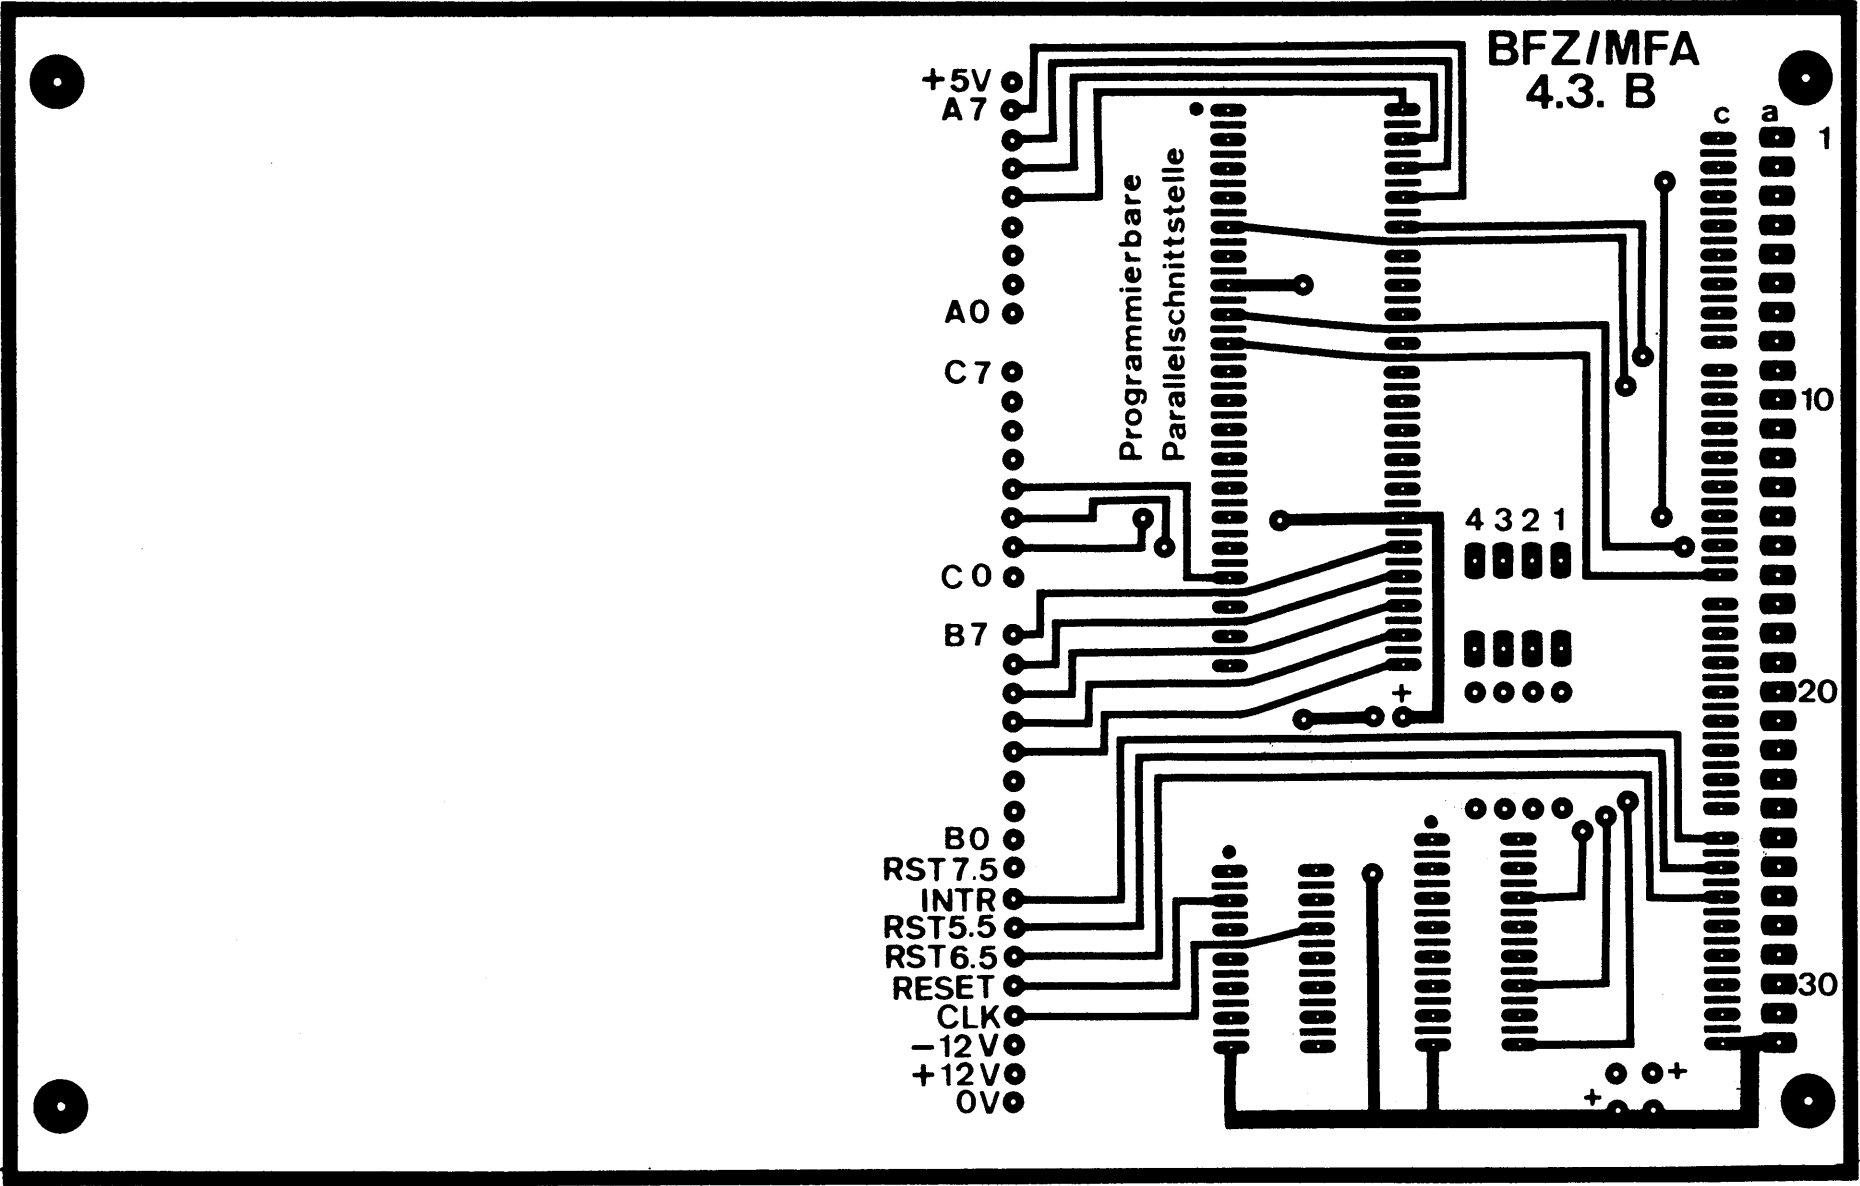 BFZ/MFA
4.3. B
+5V
A7
A0
C7
C0
B7
B0
RST7.5
INTR
RST5.5
RST6.5
RESET
CLK
-12V
+12V
0V
Programmierbare
Parallelschnittstelle
4 3 2 1
+
c a
1
10
20
30
+
+